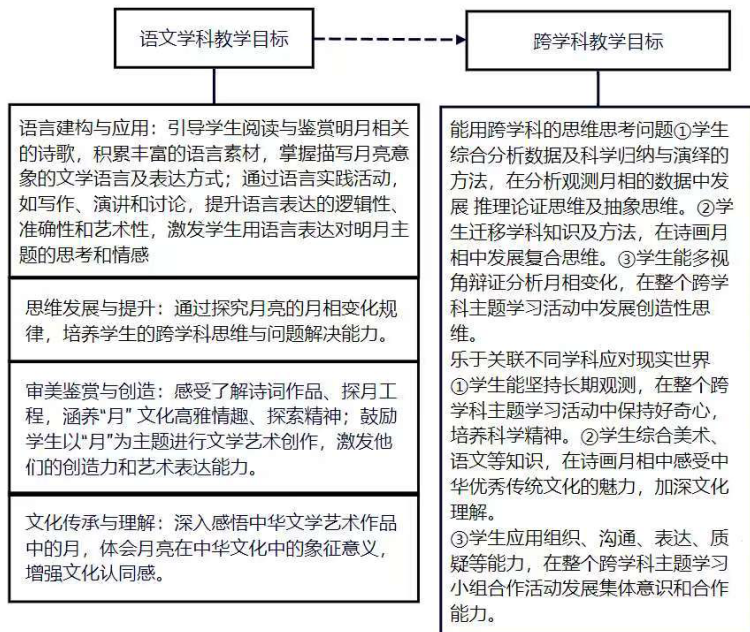 语文学科教学目标
跨学科教学目标
语言建构与应用：引导学生阅读与鉴赏明月相关
的诗歌，积累丰富的语言素材，掌握描写月亮意
象的文学语言及表达方式；通过语言实践活动，
如写作、演讲和讨论，提升语言表达的逻辑性、
准确性和艺术性，激发学生用语言表达对明月主
题的思考和情感
思维发展与提升：通过探究月亮的月相变化规
律，培养学生的跨学科思维与问题解决能力。
审美鉴赏与创造：感受了解诗词作品、探月工
程，涵养“月” 文化高雅情趣、探索精神；鼓励
学生以“月”为主题进行文学艺术创作，激发他
们的创造力和艺术表达能力。
文化传承与理解：深入感悟中华文学艺术作品
中的月，体会月亮在中华文化中的象征意义，
增强文化认同感。
能用跨学科的思维思考问题①学生
综合分析数据及科学归纳与演绎的
方法，在分析观测月相的数据中发
展 推理论证思维及抽象思维。②学
生迁移学科知识及方法，在诗画月
相中发展复合思维。③学生能多视
角辩证分析月相变化，在整个跨学
科主题学习活动中发展创造性思
维。
乐于关联不同学科应对现实世界
①学生能坚持长期观测，在整个跨
学科主题学习活动中保持好奇心，
培养科学精神。②学生综合美术、
语文等知识，在诗画月相中感受中
华优秀传统文化的魅力，加深文化
理解。
③学生应用组织、沟通、表达、质
疑等能力，在整个跨学科主题学习
小组合作活动发展集体意识和合作
能力。